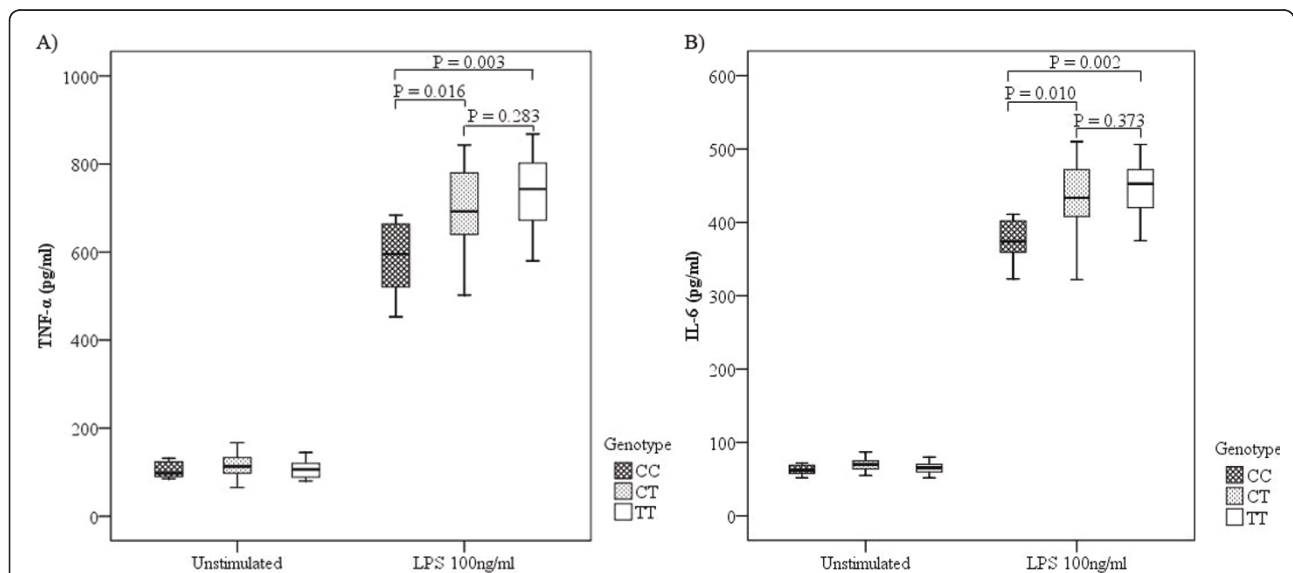 A)
P = 0.003
P = 0.016
P = 0.283
1000
800
600
400
200
0
TNF-α (pg/ml)
Unstimulated
LPS 100ng/ml
Genotype
CC
CT
TT
B)
P = 0.002
P = 0.010
P = 0.373
600
500
400
300
200
100
0
IL-6 (pg/ml)
Unstimulated
LPS 100ng/ml
Genotype
CC
CT
TT